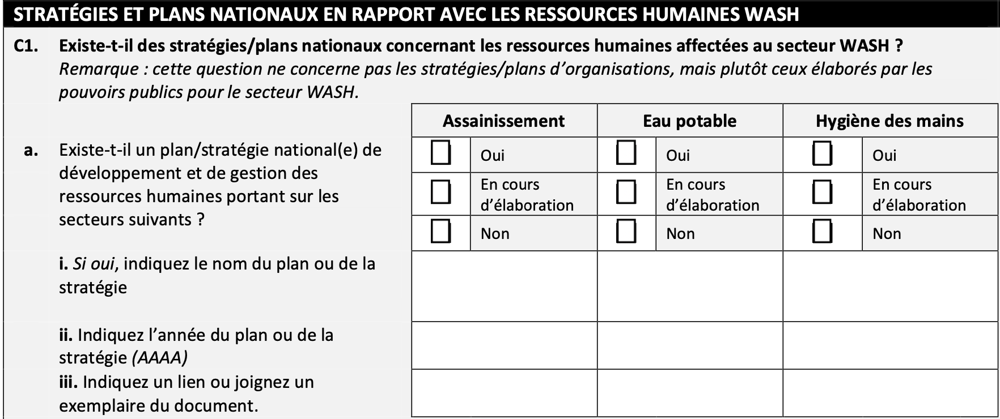 STRATÉGIES ET PLANS NATIONAUX EN RAPPORT AVEC LES RESSOURCES HUMAINES WASH
C1. Existe-t-il des stratégies/plans nationaux concernant les ressources humaines affectées au secteur WASH ?
Remarque : cette question ne concerne pas les stratégies/plans d’organisations, mais plutôt ceux élaborés par les
pouvoirs publics pour le secteur WASH.
Assainissement Eau potable Hygiène des mains
a. Existe-t-il un plan/stratégie national(e) de
développement et de gestion des
ressources humaines portant sur les
secteurs suivants ?
Oui Oui Oui
En cours
d’élaboration
En cours
d’élaboration
En cours
d’élaboration
Non Non Non
i. Si oui, indiquez le nom du plan ou de la
stratégie
ii. Indiquez l’année du plan ou de la
stratégie (AAAA)
iii. Indiquez un lien ou joignez un
exemplaire du document.